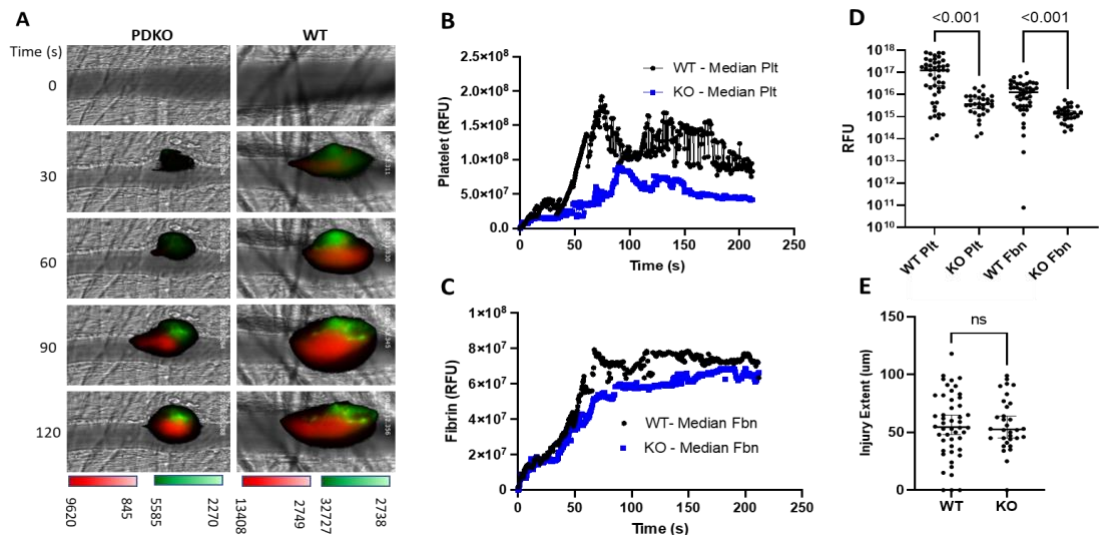 A
PDKO
WT
Time (s)
0
30
60
90
120
9620
845
5585
2270
13408
2749
32727
2738
B
2.5×10⁸
2.0×10⁸
1.5×10⁸
1.0×10⁸
5.0×10⁷
0.0
Platelet (RFU)
WT - Median Plt
KO - Median Plt
0
50
100
150
200
250
Time (s)
C
1×10⁸
8×10⁷
6×10⁷
4×10⁷
2×10⁷
0
Fibrin (RFU)
WT- Median Fbn
KO - Median Fbn
0
50
100
150
200
250
Time (s)
D
<0.001
<0.001
10¹⁸
10¹⁷
10¹⁶
10¹⁵
10¹⁴
10¹³
10¹²
10¹¹
10¹⁰
RFU
WT Plt
KO Plt
WT Fbn
KO Fbn
E
ns
150
100
50
0
Injury Extent (um)
WT
KO